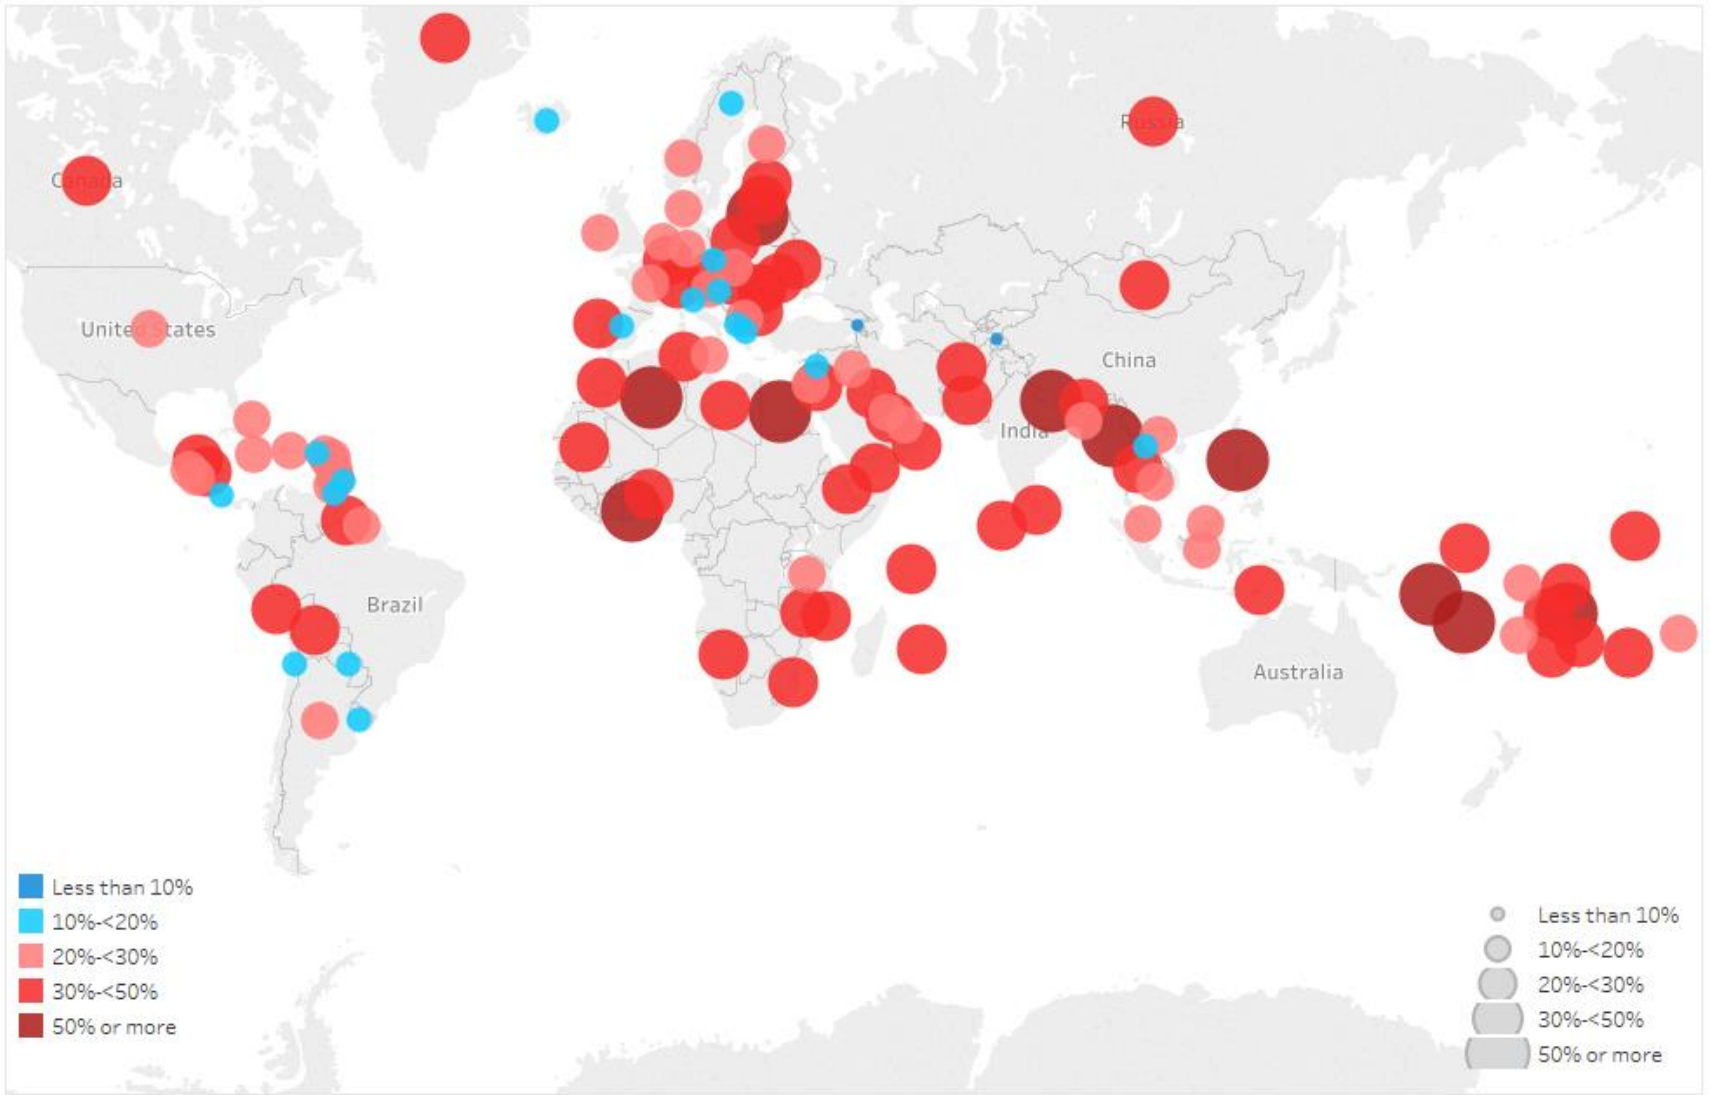 Russia
Canada
United States
China
India
Brazil
Australia
Less than 10%
10%-<20%
20%-<30%
30%-<50%
50% or more
Less than 10%
10%-<20%
20%-<30%
30%-<50%
50% or more